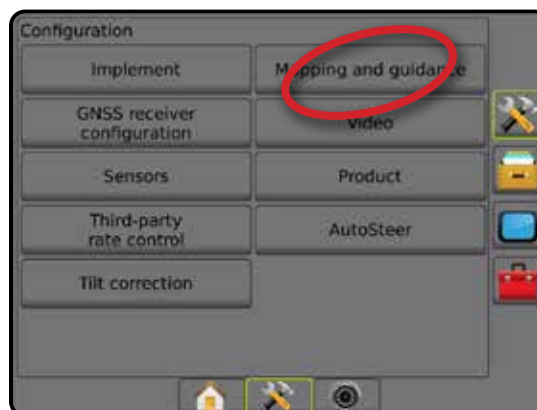 Configuration
Implement
Mapping and guidance
GNSS receiver
configuration
Video
Sensors
Product
Third-party
rate control
AutoSteer
Tilt correction